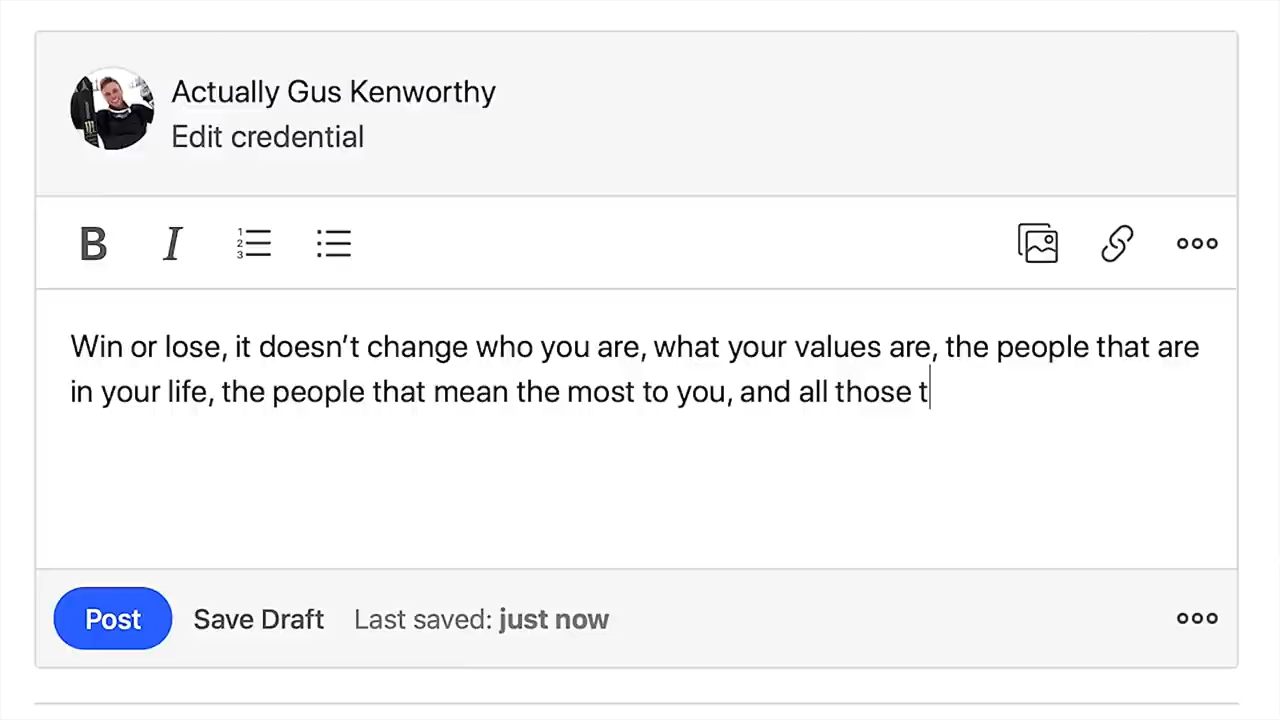 Actually Gus Kenworthy
Edit credential
B I
Win or lose, it doesn’t change who you are, what your values are, the people that are
in your life, the people that mean the most to you, and all those t
Post Save Draft Last saved: just now